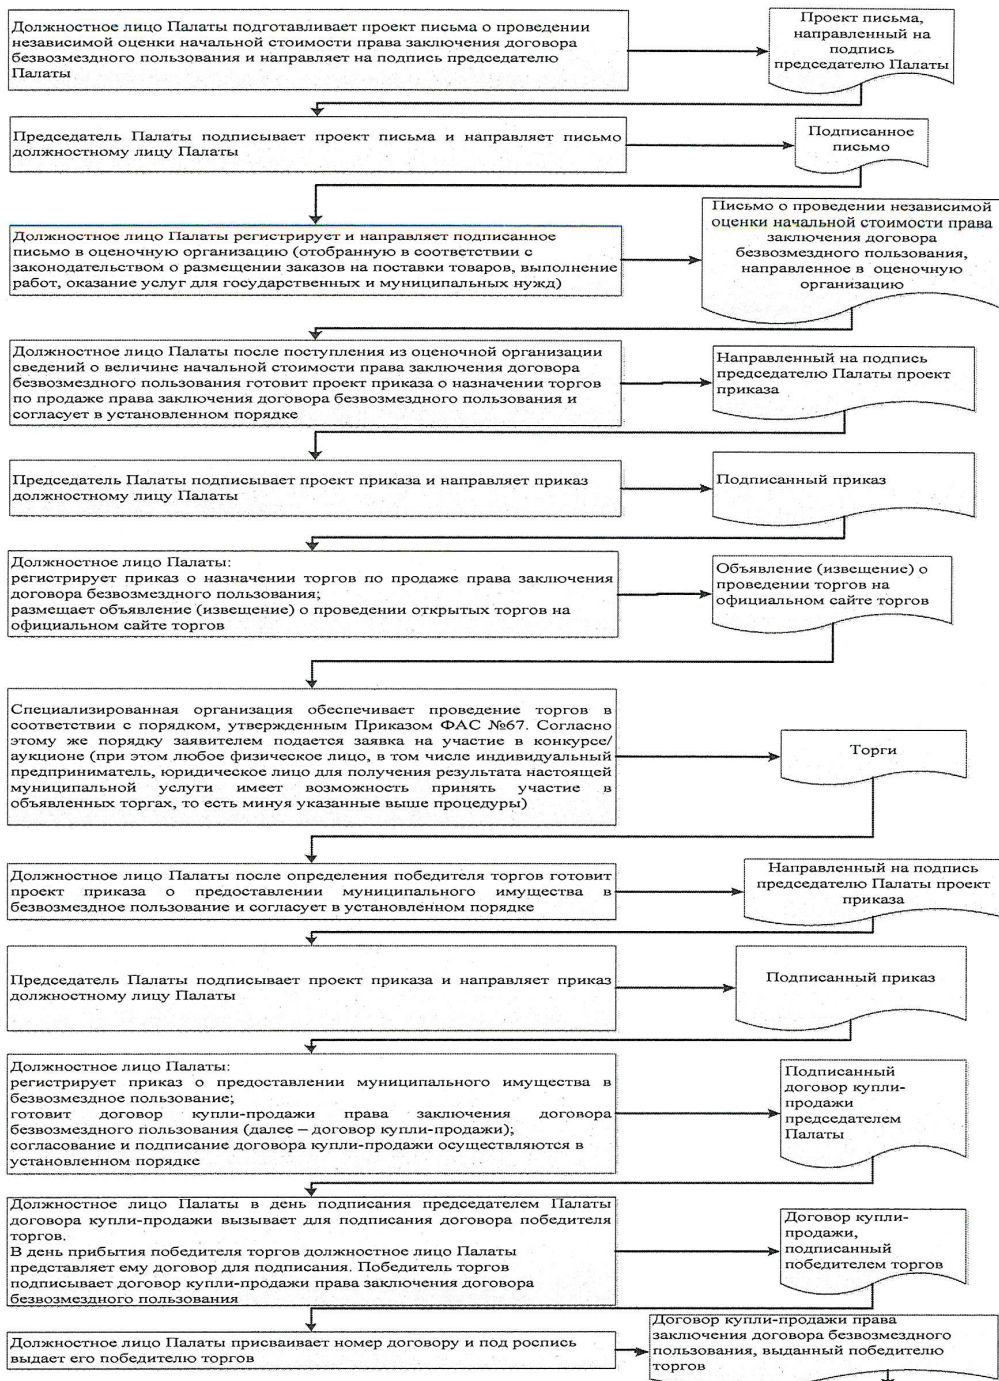 Должностное лицо Палаты подготавливает проект письма о проведении
независимой оценки начальной стоимости права заключения договора
безвозмездного пользования и направляет на подпись председателю
Палаты
Проект письма,
направленный на
подпись
председателю Палаты
Председатель Палаты подписывает проект письма и направляет письмо
должностному лицу Палаты
Подписанное
письмо
Должностное лицо Палаты регистрирует и направляет подписанное
письмо в оценочную организацию (отобранную в соответствии с
законодательством о размещении заказов на поставки товаров, выполнение
работ, оказание услуг для государственных и муниципальных нужд)
Письмо о проведении независимой
оценки начальной стоимости права
заключения договора
безвозмездного пользования,
направленное в оценочную
организацию
Должностное лицо Палаты после поступления из оценочной организации
сведений о величине начальной стоимости права заключения договора
безвозмездного пользования готовит проект приказа о назначении торгов
по продаже права заключения договора безвозмездного пользования и
согласует в установленном порядке
Направленный на подпись
председателю Палаты проект
приказа
Председатель Палаты подписывает проект приказа и направляет приказ
должностному лицу Палаты
Подписанный приказ
Должностное лицо Палаты:
регистрирует приказ о назначении торгов по продаже права заключения
договора безвозмездного пользования;
размещает объявление (извещение) о проведении открытых торгов на
официальном сайте торгов
Объявление (извещение) о
проведении торгов на
официальном сайте торгов
Специализированная организация обеспечивает проведение торгов в
соответствии с порядком, утвержденным Приказом ФАС №67. Согласно
этому же порядку заявителем подается заявка на участие в конкурсе/
аукционе (при этом любое физическое лицо, в том числе индивидуальный
предприниматель, юридическое лицо для получения результата настоящей
муниципальной услуги имеет возможность принять участие в
объявленных торгах, то есть минуя указанные выше процедуры)
Торги
Должностное лицо Палаты после определения победителя торгов готовит
проект приказа о предоставлении муниципального имущества в
безвозмездное пользование и согласует в установленном порядке
Направленный на подпись
председателю Палаты проект
приказа
Председатель Палаты подписывает проект приказа и направляет приказ
должностному лицу Палаты
Подписанный приказ
Должностное лицо Палаты:
регистрирует приказ о предоставлении муниципального имущества в
безвозмездное пользование;
готовит договор купли-продажи права заключения договора
безвозмездного пользования (далее – договор купли-продажи);
согласование и подписание договора купли-продажи осуществляются в
установленном порядке
Подписанный
договор купли-
продажи
председателем
Палаты
Должностное лицо Палаты в день подписания председателем Палаты
договора купли-продажи вызывает для подписания договора победителя
торгов.
В день прибытия победителя торгов должностное лицо Палаты
представляет ему договор для подписания. Победитель торгов
подписывает договор купли-продажи права заключения договора
безвозмездного пользования
Договор купли-
продажи,
подписанный
победителем торгов
Должностное лицо Палаты присваивает номер договору и под роспись
выдает его победителю торгов
Договор купли-продажи права
заключения договора безвозмездного
пользования, выданный победителю
торгов